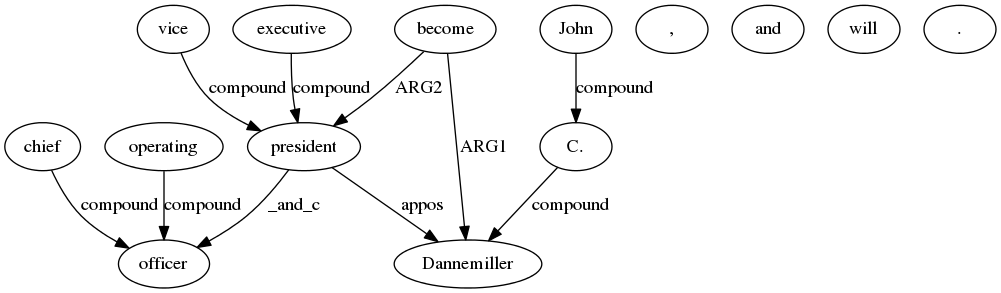 vice executive become John , and will .
compound compound ARG2 compound
chief operating president ARG1 C.
compound compound _and_c appos compound
officer Dannemiller